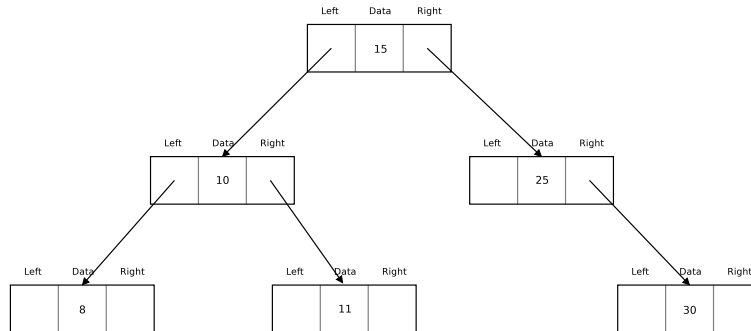 Left Data Right
15
Left Data Right Left Data Right
10 25
Left Data Right Left Data Right Left Data Right
8 11 30